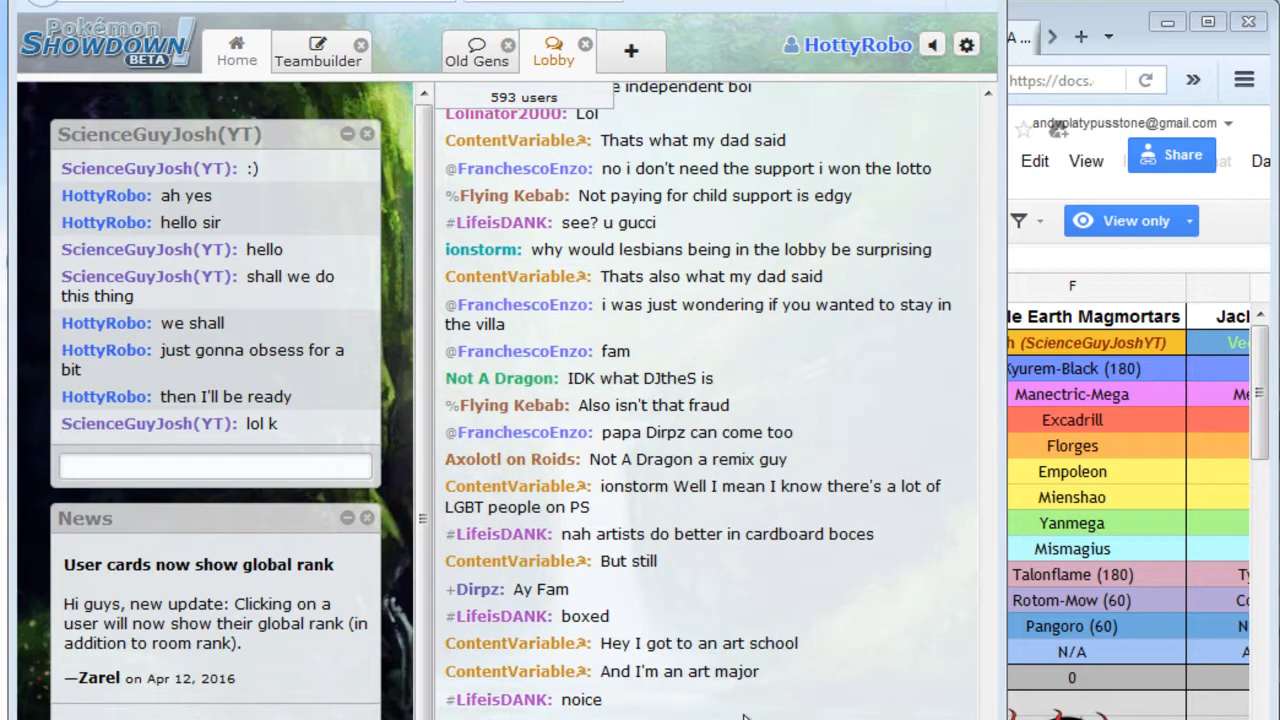 Pokémon
SHOWDOWN!
BETA
Home
Teambuilder
Old Gens
Lobby
HottyRobo
593 users
ScienceGuyJosh(YT)
ScienceGuyJosh(YT): :)
HottyRobo: ah yes
HottyRobo: hello sir
ScienceGuyJosh(YT): hello
ScienceGuyJosh(YT): shall we do
this thing
HottyRobo: we shall
HottyRobo: just gonna obsess for a
bit
HottyRobo: then I'll be ready
ScienceGuyJosh(YT): lol k
News
User cards now show global rank
Hi guys, new update: Clicking on a
user will now show their global rank (in
addition to room rank).
—Zarel on Apr 12, 2016
e independent boi
Lolinator2000: Lol
ContentVariable☭: Thats what my dad said
@FranchescoEnzo: no i don't need the support i won the lotto
%Flying Kebab: Not paying for child support is edgy
#LifeisDANK: see? u gucci
ionstorm: why would lesbians being in the lobby be surprising
ContentVariable☭: Thats also what my dad said
@FranchescoEnzo: i was just wondering if you wanted to stay in
the villa
@FranchescoEnzo: fam
Not A Dragon: IDK what DJtheS is
%Flying Kebab: Also isn't that fraud
@FranchescoEnzo: papa Dirpz can come too
Axolotl on Roids: Not A Dragon a remix guy
ContentVariable☭: ionstorm Well I mean I know there's a lot of
LGBT people on PS
#LifeisDANK: nah artists do better in cardboard boces
ContentVariable☭: But still
+Dirpz: Ay Fam
#LifeisDANK: boxed
ContentVariable☭: Hey I got to an art school
ContentVariable☭: And I'm an art major
#LifeisDANK: noice
A ...
https://docs.
andyplatypusstone@gmail.com
Edit View Da
Share
View only
F
le Earth Magmortars Jack
h (ScienceGuyJoshYT) Ve
Kyurem-Black (180)
Manectric-Mega Me
Excadrill
Florges
Empoleon
Mienshao
Yanmega
Mismagius
Talonflame (180) Ty
Rotom-Mow (60) Co
Pangoro (60) N
N/A A
0